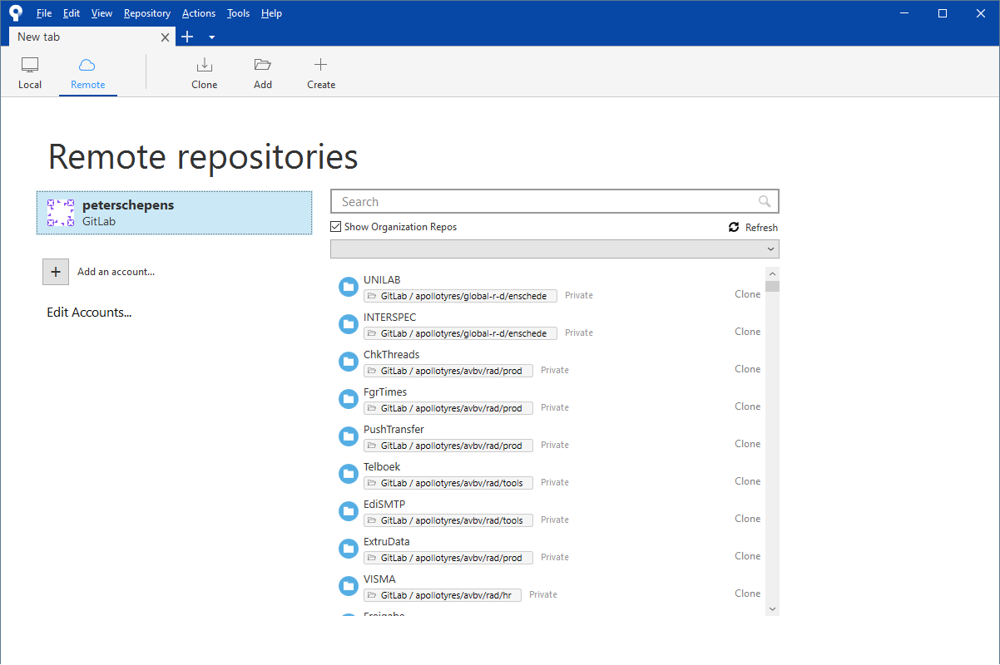 File Edit View Repository Actions Tools Help
New tab
Local Remote Clone Add Create
Remote repositories
peterschepens
GitLab
Add an account...
Edit Accounts...
Search
Show Organization Repos Refresh
UNILAB
GitLab / apollotyres/global-r-d/enschede Private Clone
INTERSPEC
GitLab / apollotyres/global-r-d/enschede Private Clone
ChkThreads
GitLab / apollotyres/avbv/rad/prod Private Clone
FgrTimes
GitLab / apollotyres/avbv/rad/prod Private Clone
PushTransfer
GitLab / apollotyres/avbv/rad/prod Private Clone
Telboek
GitLab / apollotyres/avbv/rad/tools Private Clone
EdiSMTP
GitLab / apollotyres/avbv/rad/tools Private Clone
ExtruData
GitLab / apollotyres/avbv/rad/prod Private Clone
VISMA
GitLab / apollotyres/avbv/rad/hr Private Clone